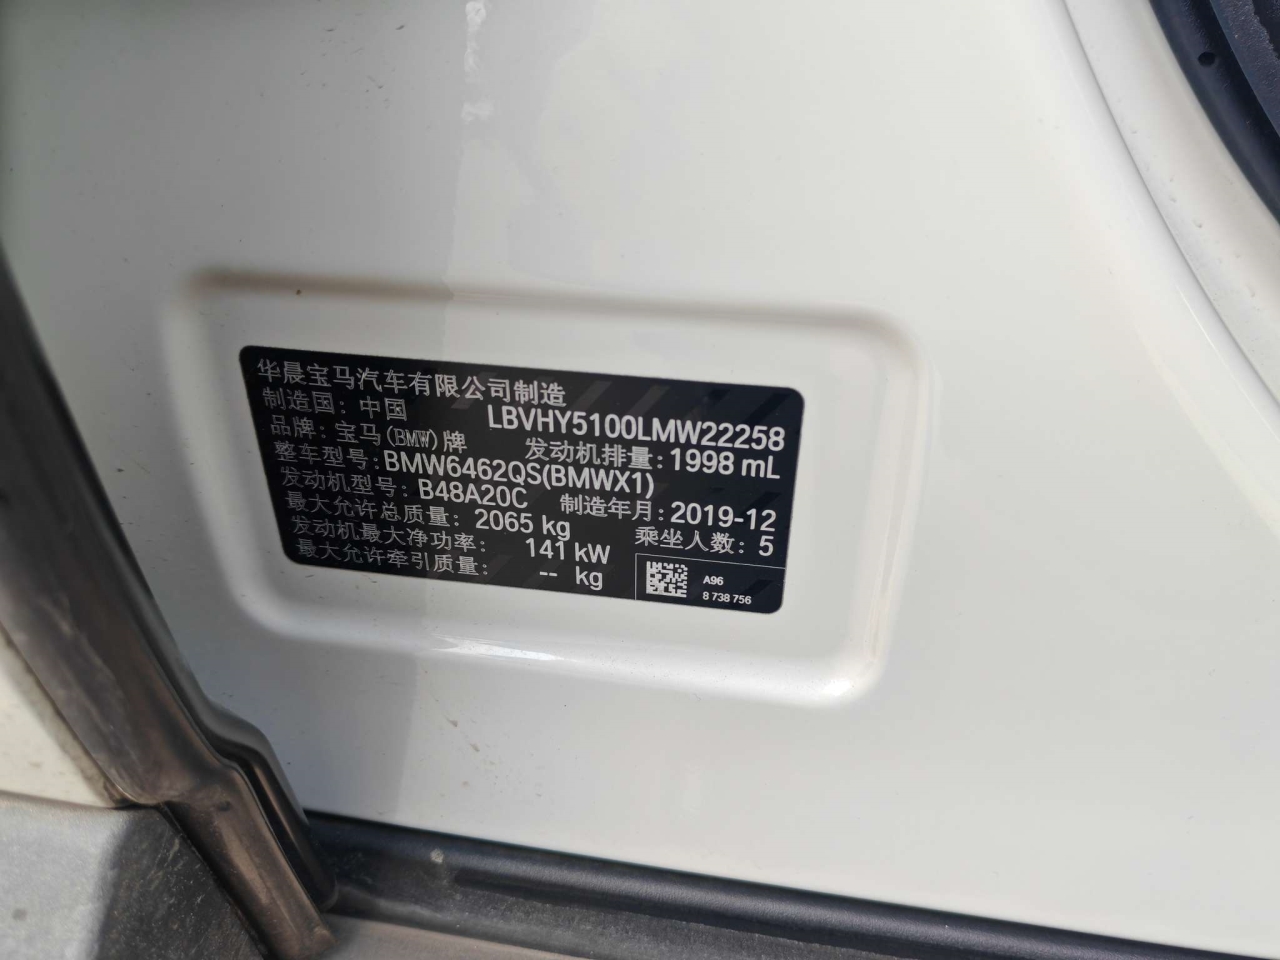 华晨宝马汽车有限公司制造
制造国：中国 LBVHY5100LMW22258
品牌：宝马(BMW)牌 发动机排量：1998 mL
整车型号：BMW6462QS(BMWX1)
发动机型号：B48A20C 制造年月：2019-12
最大允许总质量：2065 kg 乘坐人数：5
发动机最大净功率：141 kW
最大允许牵引质量：-- kg
A96
8 738 756